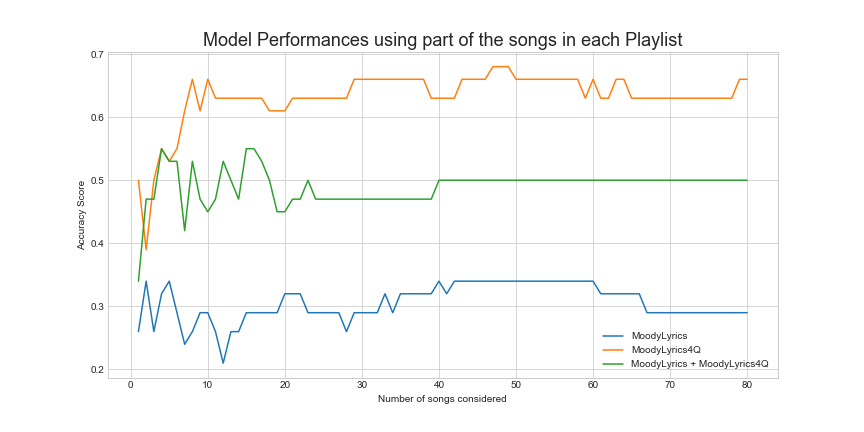 Model Performances using part of the songs in each Playlist
Accuracy Score
0.7
0.6
0.5
0.4
0.3
0.2
0 10 20 30 40 50 60 70 80
Number of songs considered
MoodyLyrics
MoodyLyrics4Q
MoodyLyrics + MoodyLyrics4Q